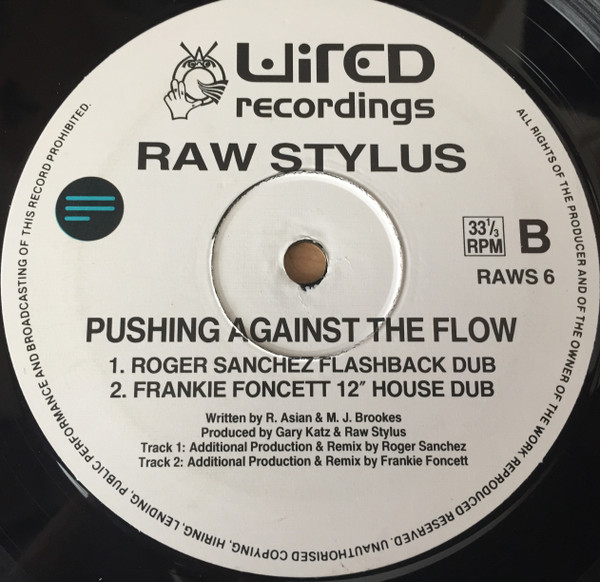 WIRED
recordings
RAW STYLUS
33 1/3
RPM
B
RAWS 6
PUSHING AGAINST THE FLOW
1. ROGER SANCHEZ FLASHBACK DUB
2. FRANKIE FONCETT 12″ HOUSE DUB
Written by R. Asian & M. J. Brookes
Produced by Gary Katz & Raw Stylus
Track 1: Additional Production & Remix by Roger Sanchez
Track 2: Additional Production & Remix by Frankie Foncett
ALL RIGHTS OF THE PRODUCER AND OF THE OWNER OF THE WORK REPRODUCED RESERVED. UNAUTHORISED COPYING, HIRING, LENDING, PUBLIC PERFORMANCE AND BROADCASTING OF THIS RECORD PROHIBITED.